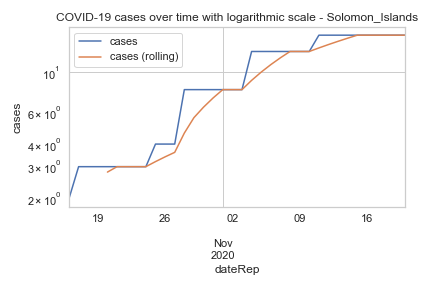 COVID-19 cases over time with logarithmic scale - Solomon_Islands
cases
cases (rolling)
10¹
6 × 10⁰
4 × 10⁰
3 × 10⁰
2 × 10⁰
cases
19 26 02 09 16
Nov
2020
dateRep